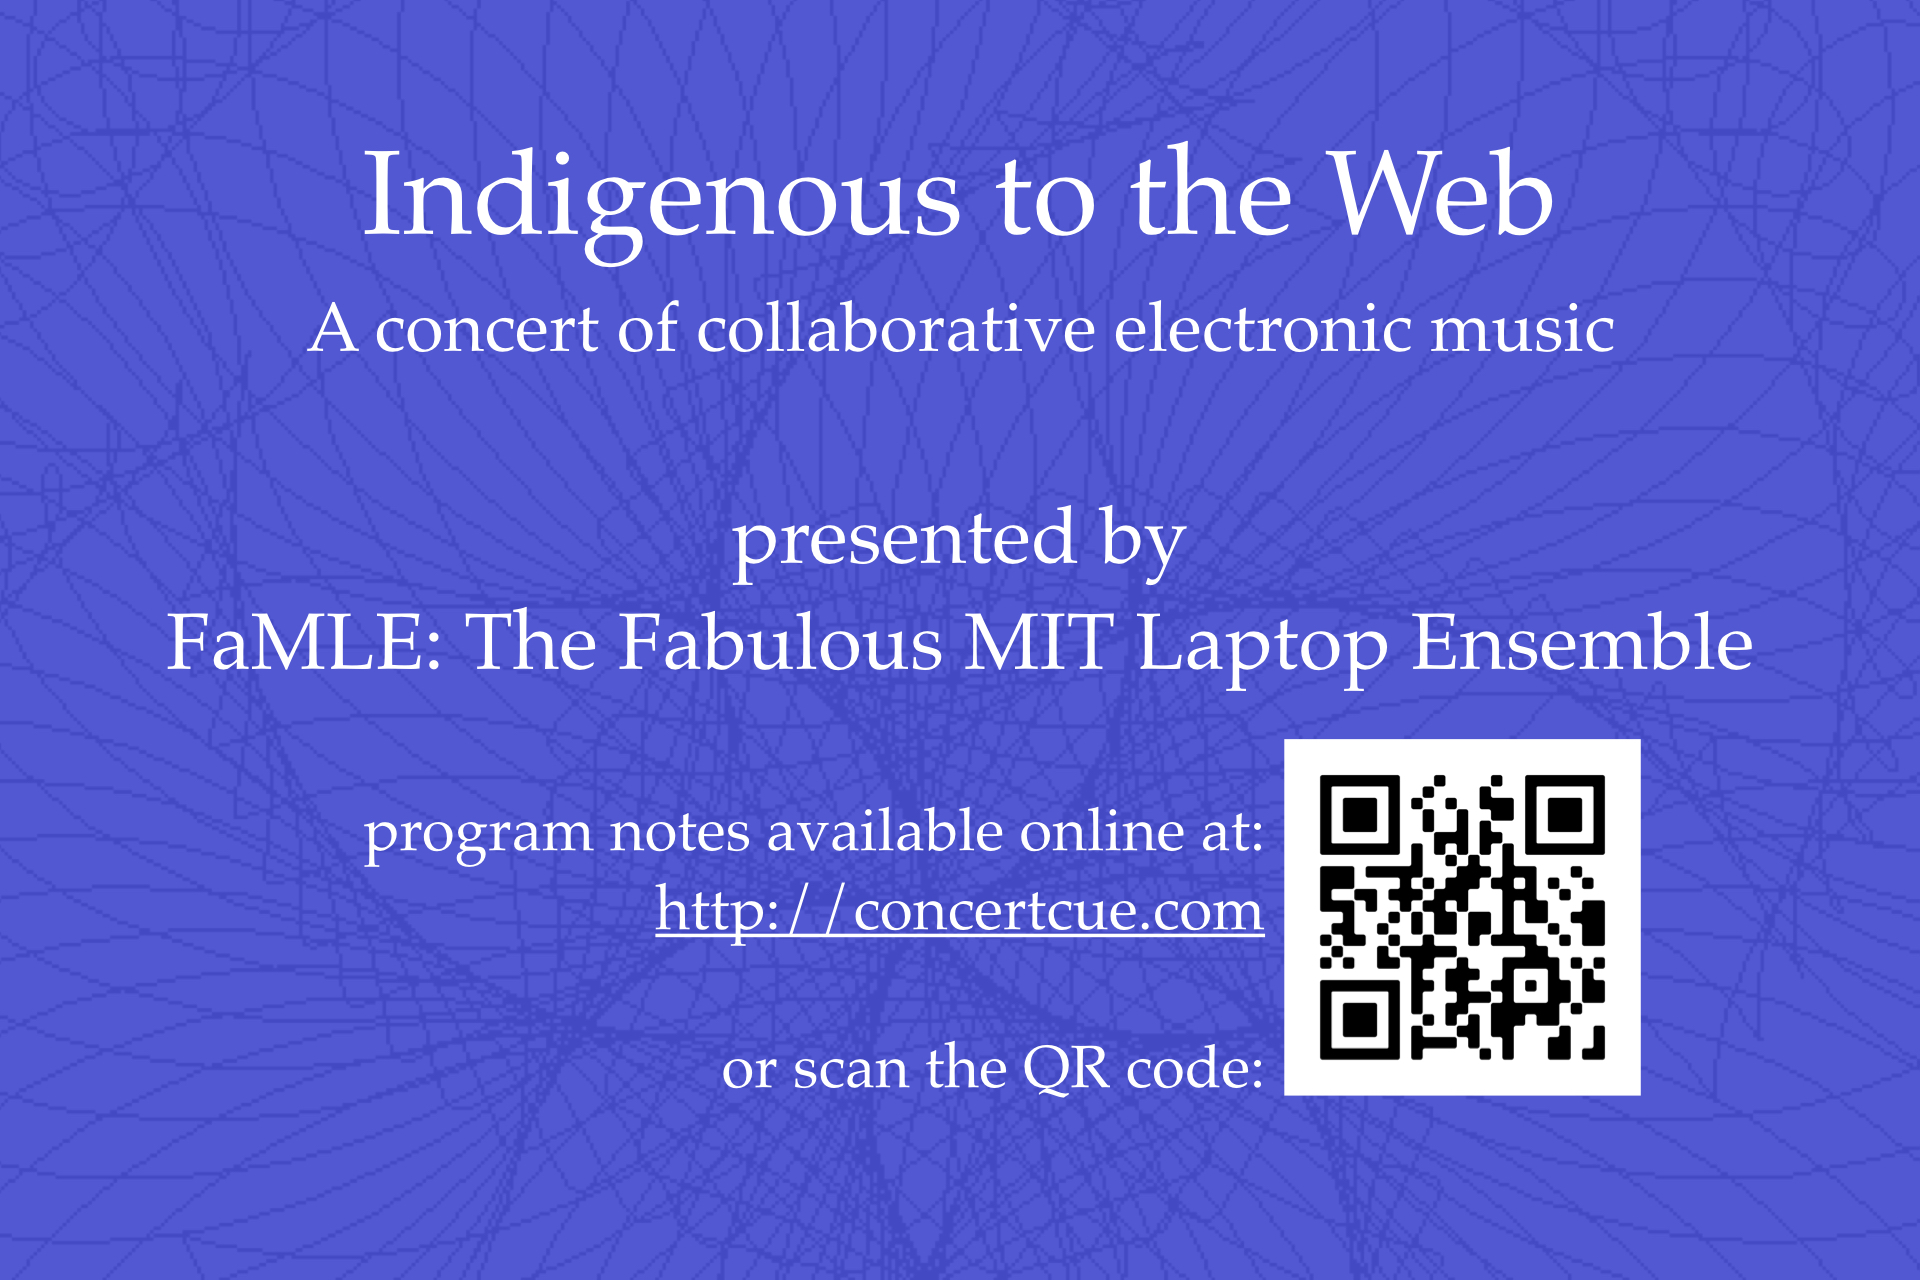 Indigenous to the Web
A concert of collaborative electronic music
presented by
FaMLE: The Fabulous MIT Laptop Ensemble
program notes available online at:
http://concertcue.com
or scan the QR code: